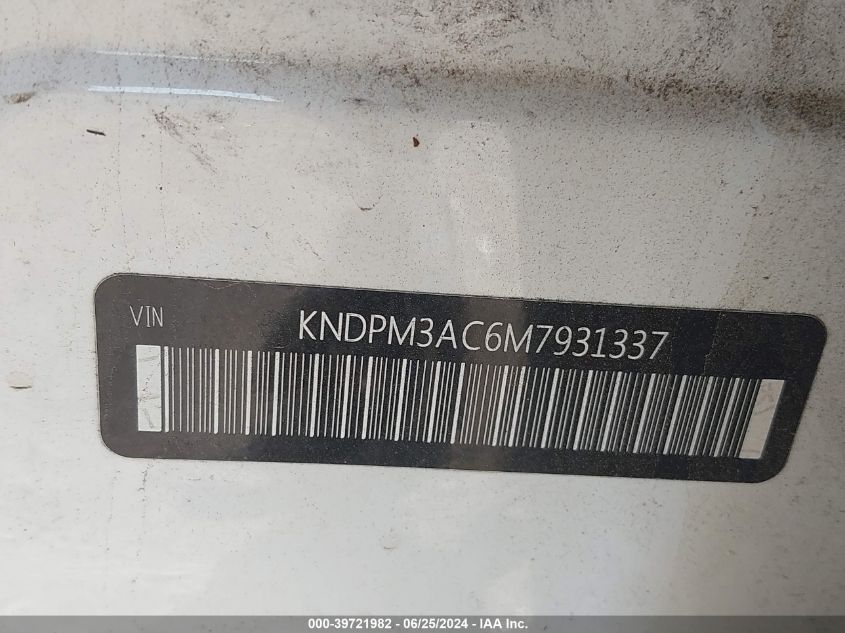 VIN
KNDPM3AC6M7931337
000-39721982 / 06/25/2024 - IAA Inc.